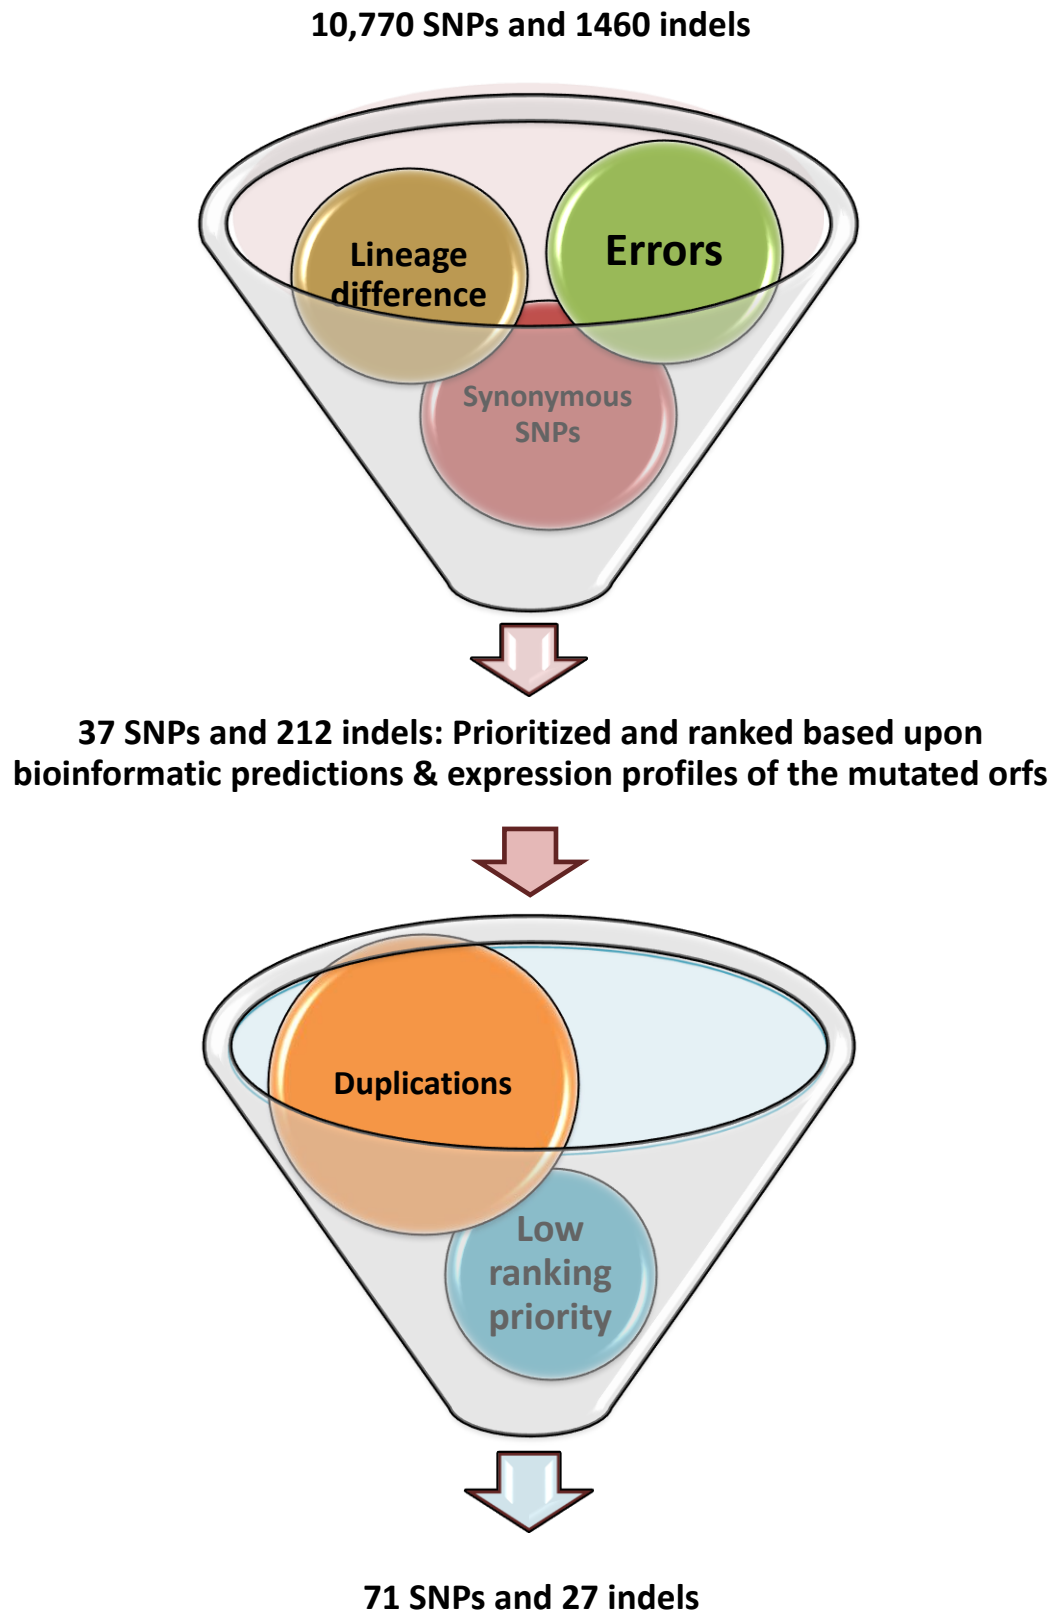 10,770 SNPs and 1460 indels
Lineage
difference
Errors
Synonymous
SNPs
37 SNPs and 212 indels: Prioritized and ranked based upon
bioinformatic predictions & expression profiles of the mutated orfs
Duplications
Low
ranking
priority
71 SNPs and 27 indels